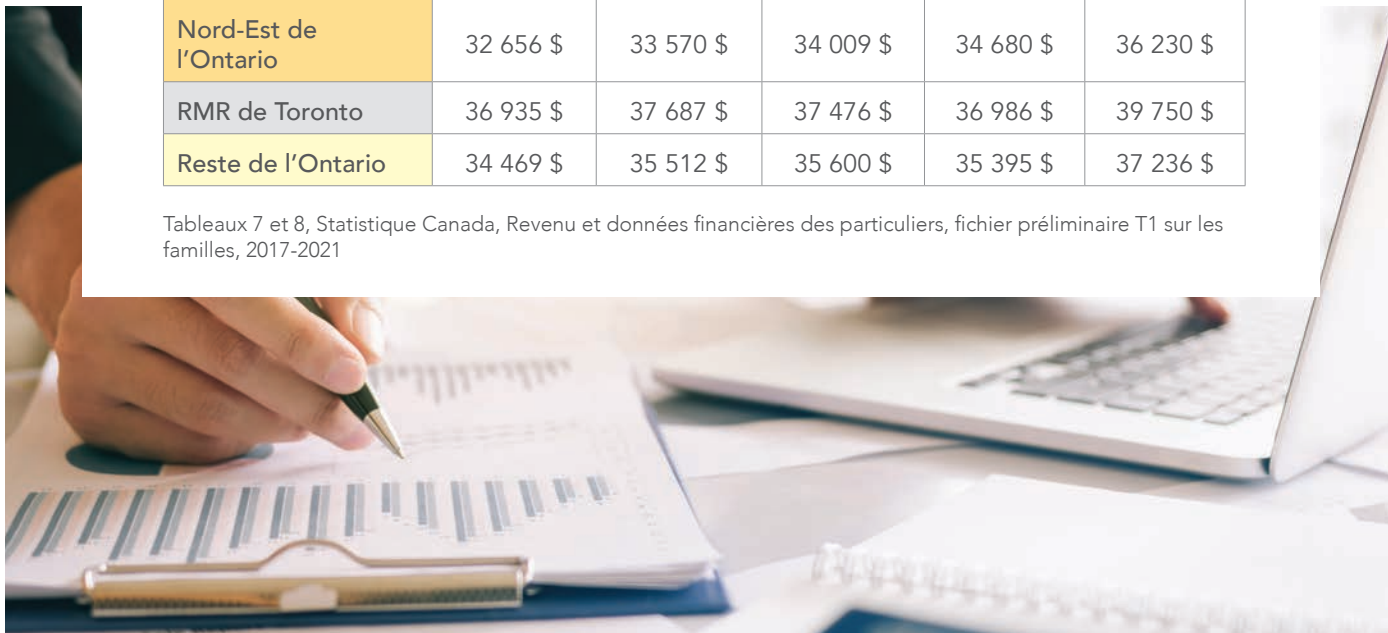 Nord-Est de
l’Ontario 32 656 $ 33 570 $ 34 009 $ 34 680 $ 36 230 $
RMR de Toronto 36 935 $ 37 687 $ 37 476 $ 36 986 $ 39 750 $
Reste de l’Ontario 34 469 $ 35 512 $ 35 600 $ 35 395 $ 37 236 $
Tableaux 7 et 8, Statistique Canada, Revenu et données financières des particuliers, fichier préliminaire T1 sur les
familles, 2017-2021